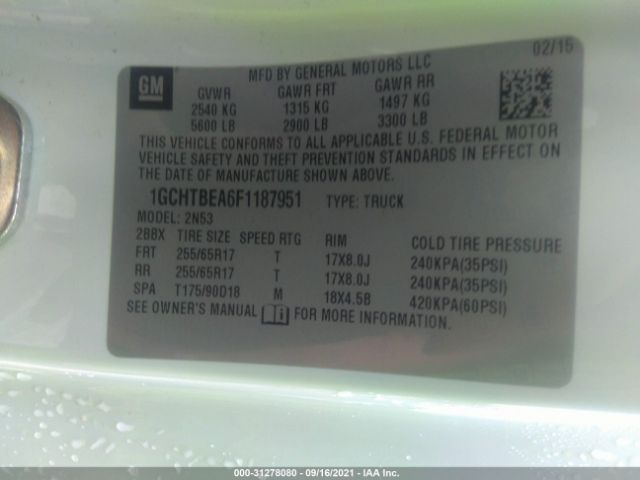 02/15
MFD BY GENERAL MOTORS LLC
GM
GVWR GAWR FRT GAWR RR
2540 KG 1315 KG 1497 KG
5600 LB 2900 LB 3300 LB
THIS VEHICLE CONFORMS TO ALL APPLICABLE U.S. FEDERAL MOTOR
VEHICLE SAFETY AND THEFT PREVENTION STANDARDS IN EFFECT ON
THE DATE OF MANUFACTURE SHOWN ABOVE.
1GCHTBEA6F1187951 TYPE: TRUCK
MODEL: 2N53
2BBX TIRE SIZE SPEED RTG RIM COLD TIRE PRESSURE
FRT 255/65R17 T 17X8.0J 240KPA(35PSI)
RR 255/65R17 T 17X8.0J 240KPA(35PSI)
SPA T175/90D18 M 18X4.5B 420KPA(60PSI)
SEE OWNER'S MANUAL i FOR MORE INFORMATION.
000-31278080 - 09/16/2021 - IAA Inc.